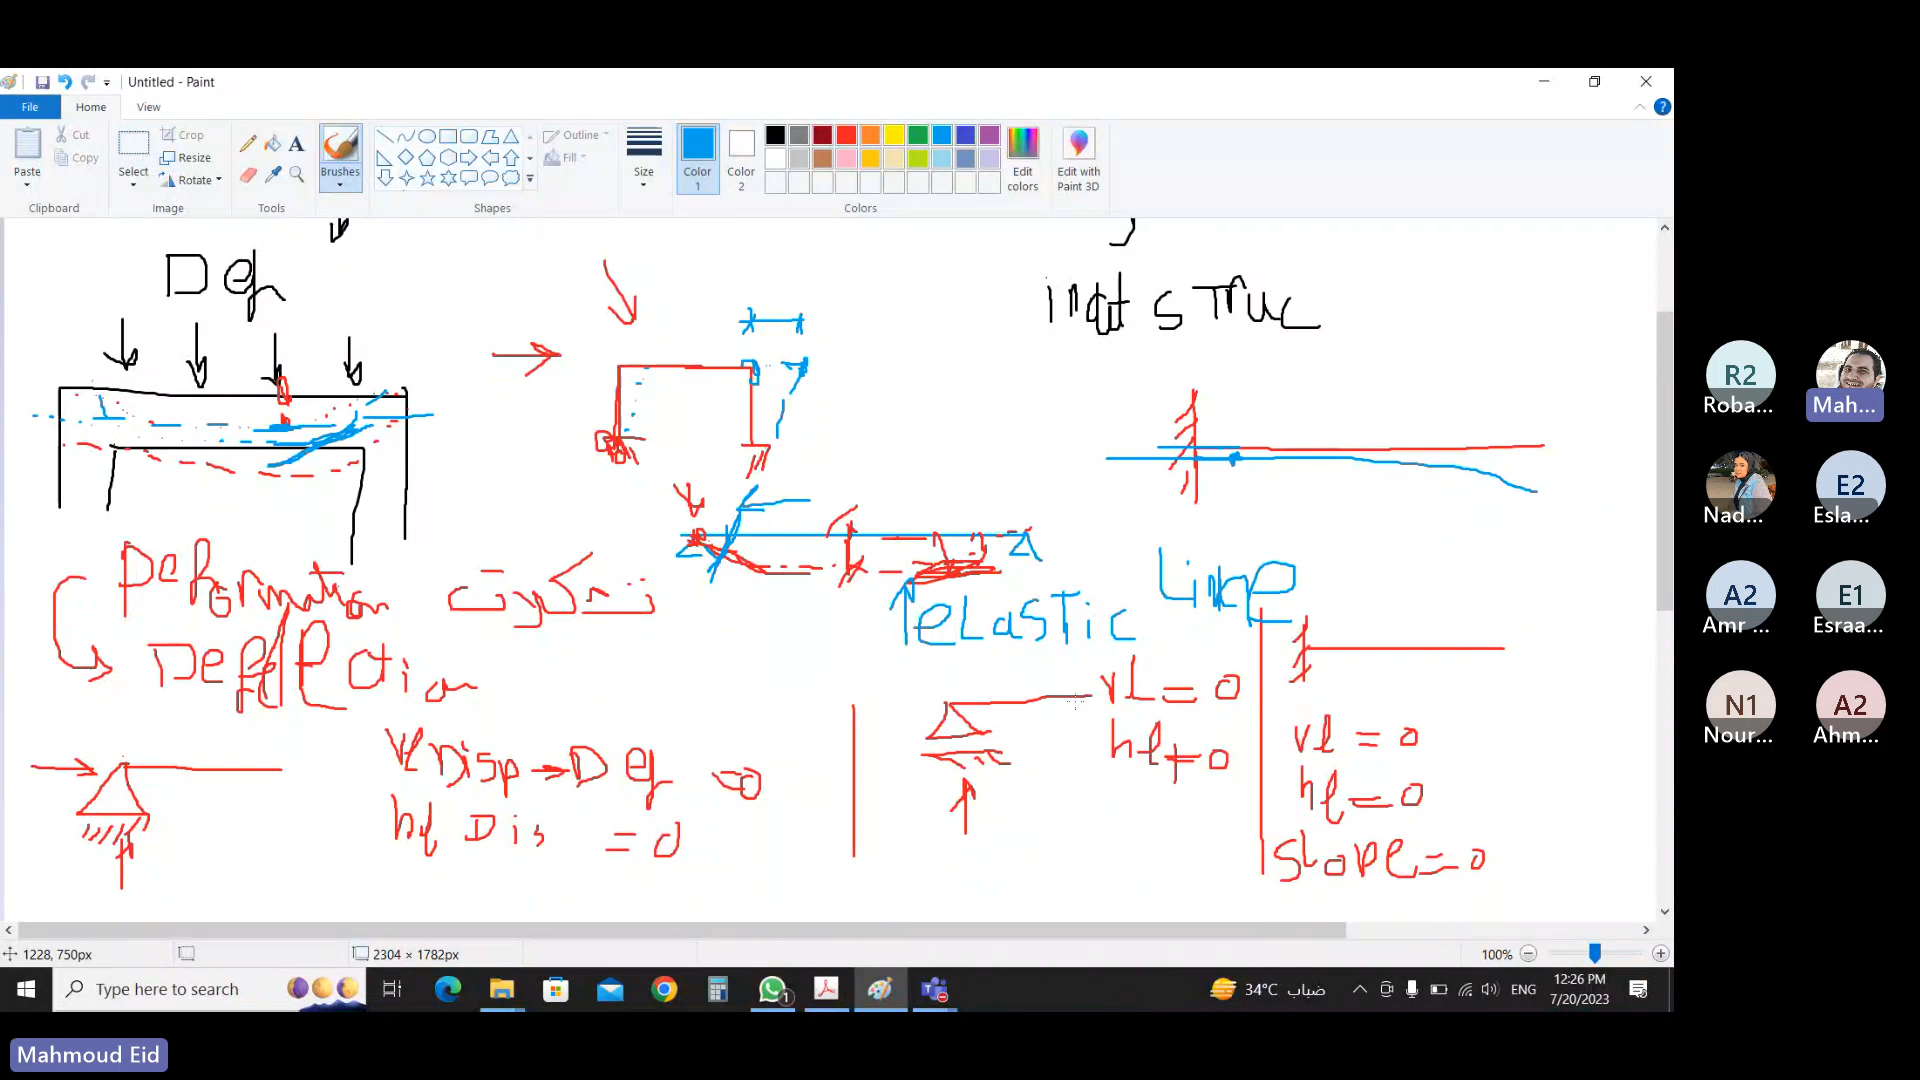 Untitled - Paint
File
Home
View
Paste
Cut
Copy
Clipboard
Select
Crop
Resize
Rotate
Image
A
Tools
Brushes
Outline
Fill
Shapes
Size
Color
1
Color
2
Edit
colors
Edit with
Paint 3D
Colors
Def
indt struc
Deformation
Deflection
تشكيلات
Elastic Line
vl Disp → Def = 0
hl Dis = 0
vl = 0
hl ≠ 0
vl = 0
hl = 0
slope = 0
1228, 750px
2304 × 1782px
100%
Type here to search
1
34°C ضباب
ENG
12:26 PM
7/20/2023
R2
Roba...
Mah...
Nad...
E2
Esla...
A2
Amr ...
E1
Esraa...
N1
Nour...
A2
Ahm...
Mahmoud Eid